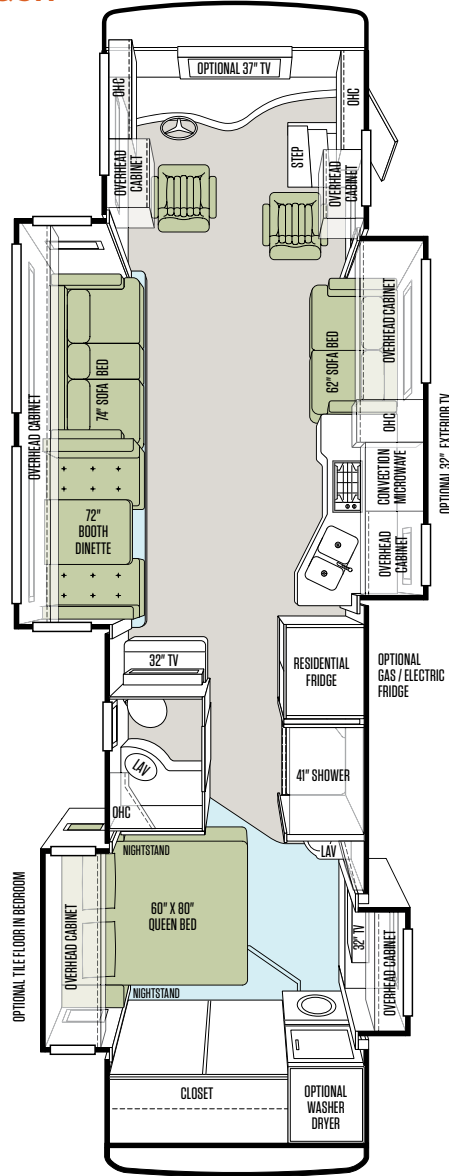 OPTIONAL 37" TV
OHC
OHC
OVERHEAD
CABINET
STEP
OVERHEAD
CABINET
OVERHEAD CABINET
74" SOFA BED
62" SOFA BED
OVERHEAD CABINET
OHC
CONVECTION
MICROWAVE
OPTIONAL 32" EXTERIOR TV
OVERHEAD
CABINET
72"
BOOTH
DINETTE
32" TV
RESIDENTIAL
FRIDGE
OPTIONAL
GAS / ELECTRIC
FRIDGE
LAV
41" SHOWER
OHC
LAV
NIGHTSTAND
60" X 80"
QUEEN BED
OVERHEAD CABINET
OPTIONAL TILE FLOOR IN BEDROOM
32" TV
OVERHEAD CABINET
NIGHTSTAND
CLOSET
OPTIONAL
WASHER
DRYER